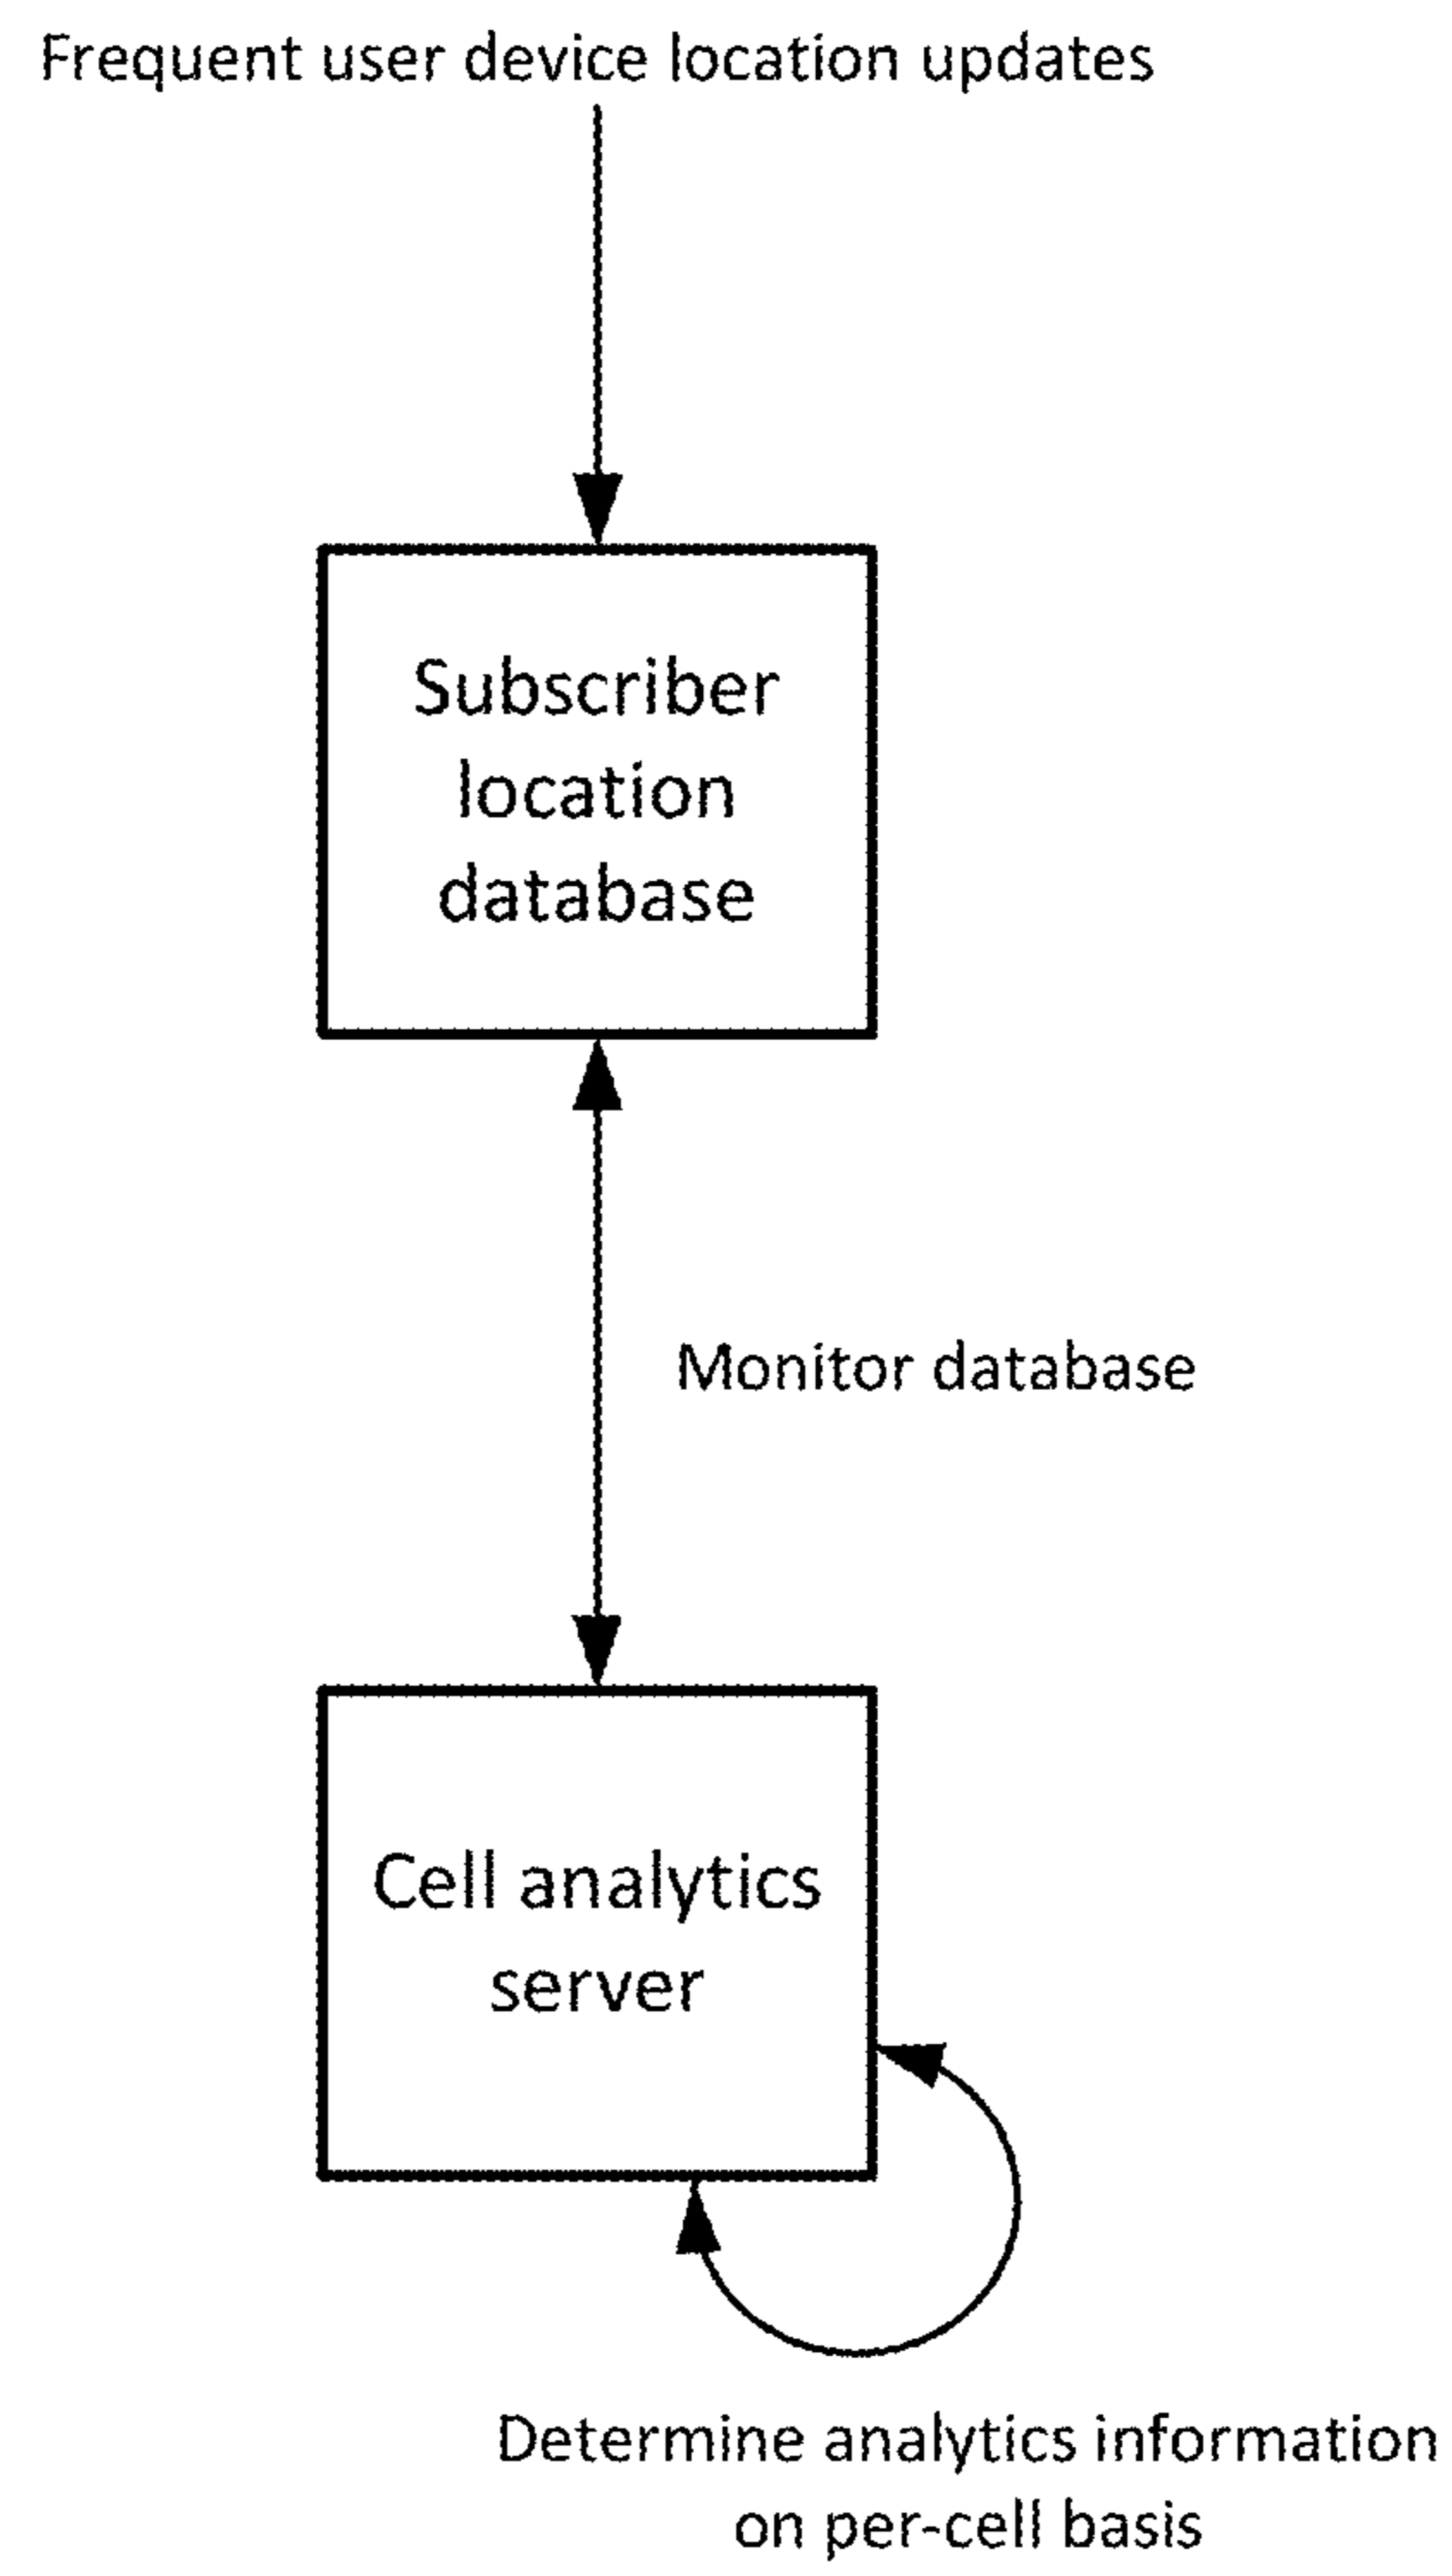 Frequent user device location updates
Subscriber
location
database
Monitor database
Cell analytics
server
Determine analytics information
on per-cell basis